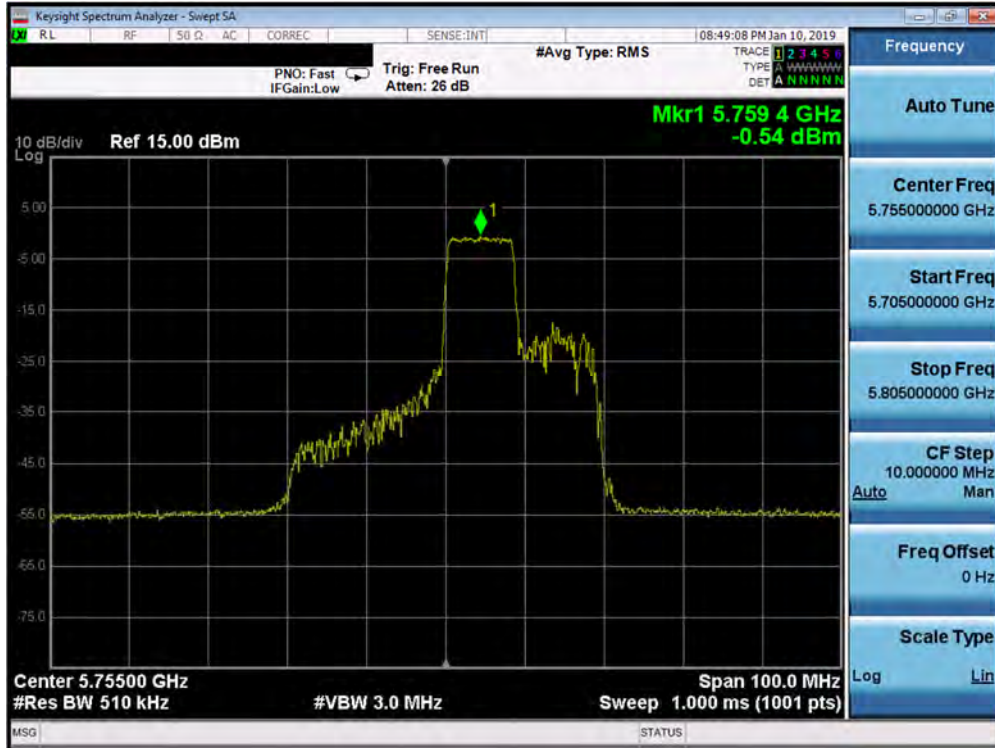 Keysight Spectrum Analyzer - Swept SA
LXI RL RF 50 Ω AC CORREC SENSE:INT 08:49:08 PM Jan 10, 2019
#Avg Type: RMS
TRACE 1 2 3 4 5 6
TYPE A WWWWW
DET A N N N N N
PNO: Fast
IFGain:Low
Trig: Free Run
Atten: 26 dB
Mkr1 5.759 4 GHz
-0.54 dBm
10 dB/div Ref 15.00 dBm
Log
5.00
-5.00
-15.0
-25.0
-35.0
-45.0
-55.0
-65.0
-75.0
1
Center 5.75500 GHz Span 100.0 MHz
#Res BW 510 kHz #VBW 3.0 MHz Sweep 1.000 ms (1001 pts)
MSG STATUS
Frequency
Auto Tune
Center Freq
5.755000000 GHz
Start Freq
5.705000000 GHz
Stop Freq
5.805000000 GHz
CF Step
10.000000 MHz
Auto Man
Freq Offset
0 Hz
Scale Type
Log Lin